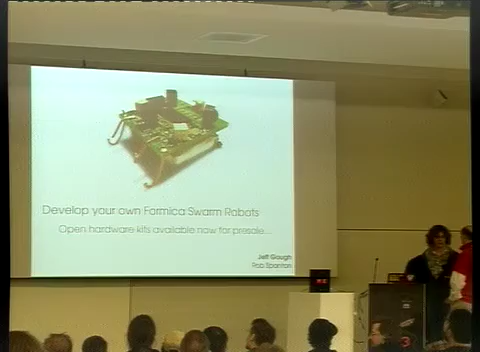 Develop your own Formica Swarm Robots
Open hardware kits available now for presale...
Jeff Gough
Rob Spanton